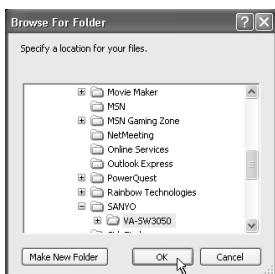 Browse For Folder
Specify a location for your files.
Movie Maker
MSN
MSN Gaming Zone
NetMeeting
Online Services
Outlook Express
PowerQuest
Rainbow Technologies
SANYO
VA-SW3050
Make New Folder OK Cancel